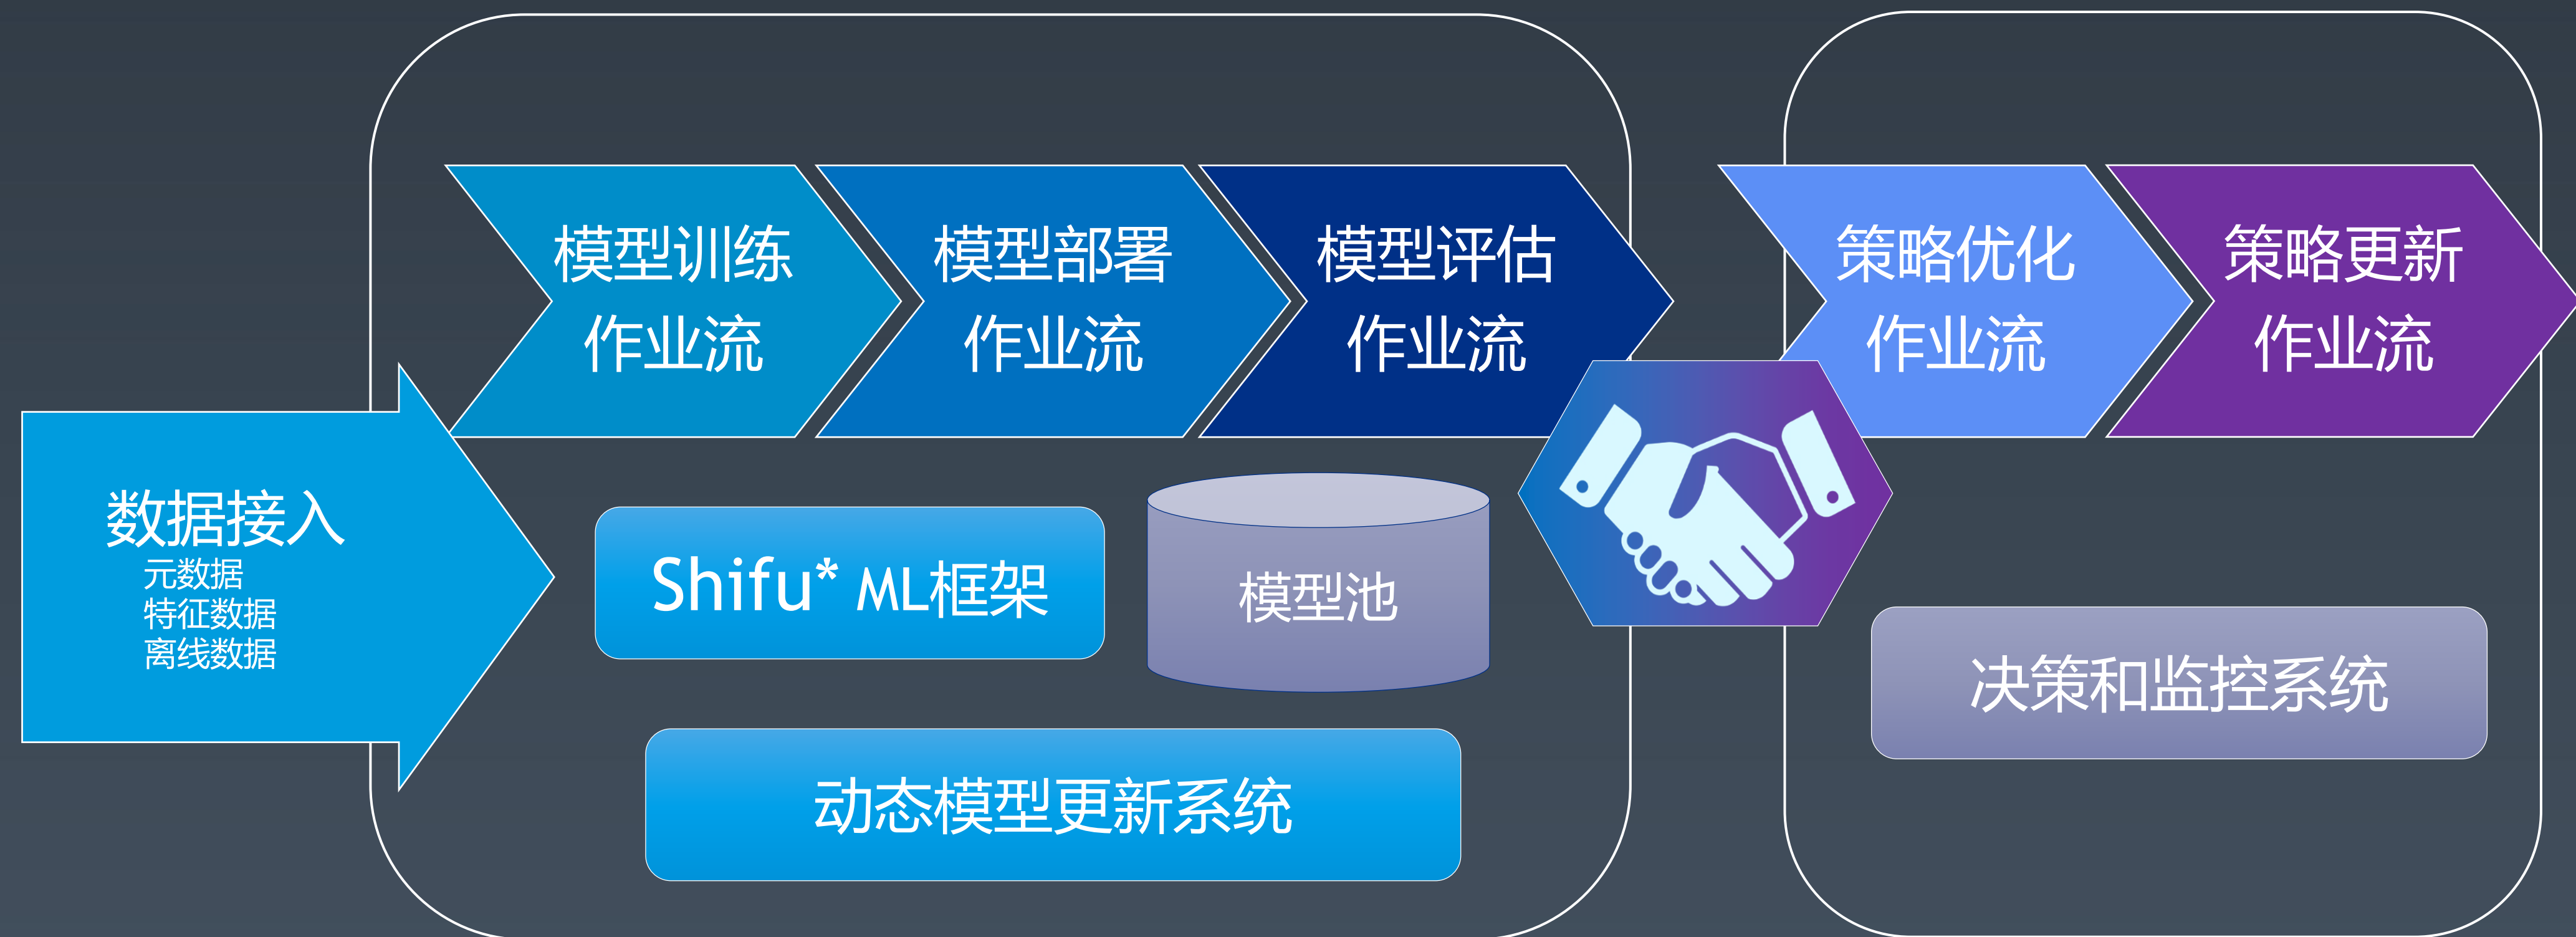 模型训练
作业流
模型部署
作业流
模型评估
作业流
策略优化
作业流
策略更新
作业流
数据接入
元数据
特征数据
离线数据
Shifu* ML框架
模型池
动态模型更新系统
决策和监控系统